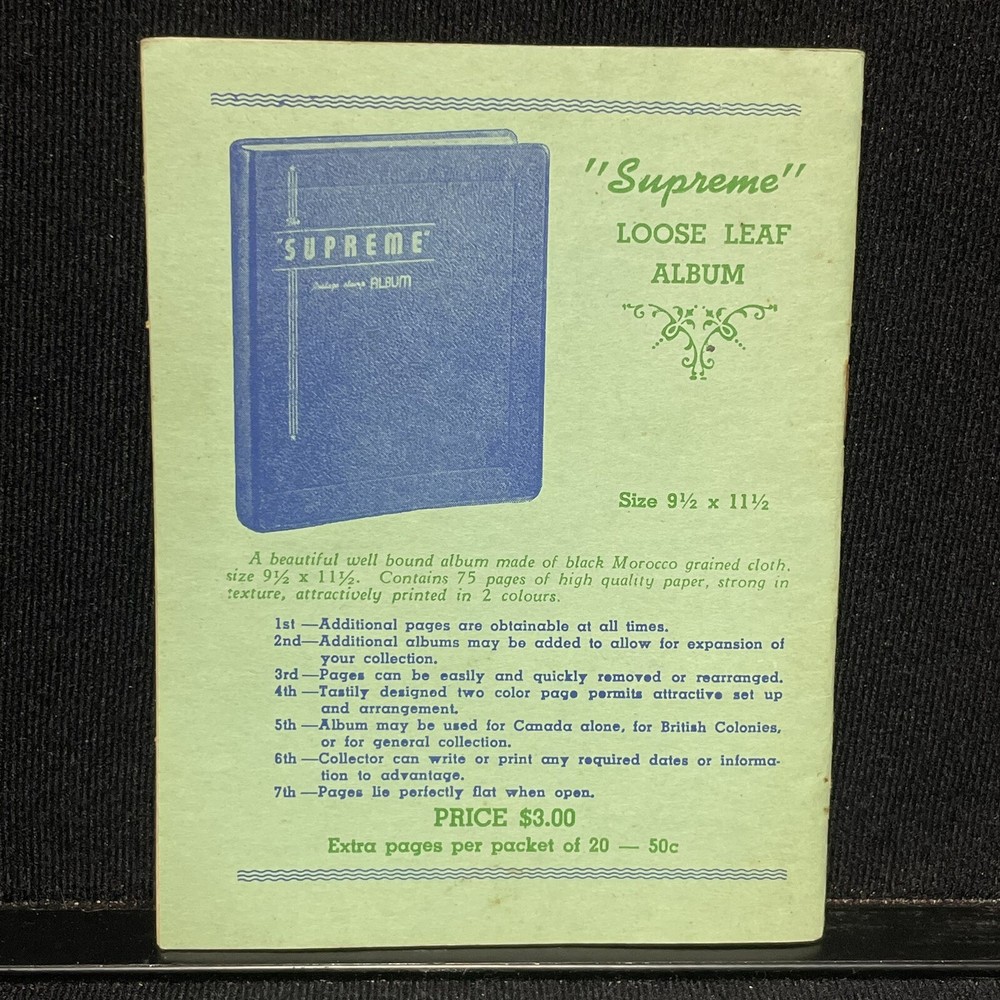 The
"SUPREME"
postage stamp ALBUM
"Supreme"
LOOSE LEAF
ALBUM
Size 9½ x 11½
A beautiful well bound album made of black Morocco grained cloth.
size 9½ x 11½. Contains 75 pages of high quality paper, strong in
texture, attractively printed in 2 colours.
1st —Additional pages are obtainable at all times.
2nd—Additional albums may be added to allow for expansion of
your collection.
3rd —Pages can be easily and quickly removed or rearranged.
4th —Tastily designed two color page permits attractive set up
and arrangement.
5th —Album may be used for Canada alone, for British Colonies,
or for general collection.
6th —Collector can write or print any required dates or informa-
tion to advantage.
7th —Pages lie perfectly flat when open.
PRICE $3.00
Extra pages per packet of 20 — 50c